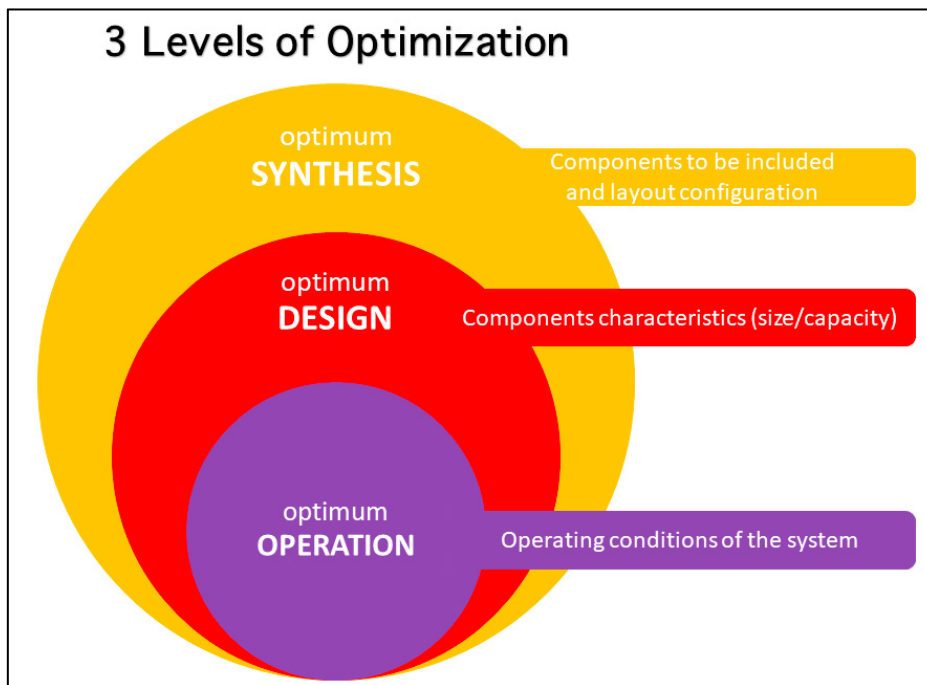 3 Levels of Optimization
optimum
SYNTHESIS
Components to be included
and layout configuration
optimum
DESIGN
Components characteristics (size/capacity)
optimum
OPERATION
Operating conditions of the system